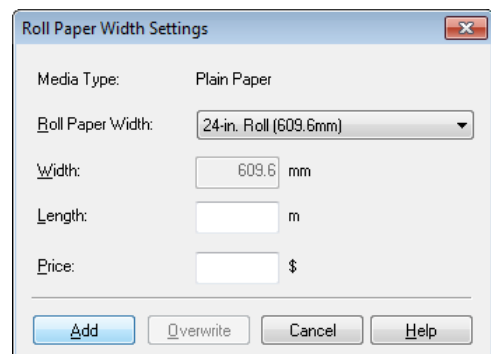 Roll Paper Width Settings
Media Type: Plain Paper
Roll Paper Width: 24-in. Roll (609.6mm)
Width: 609.6 mm
Length: m
Price: $
Add Overwrite Cancel Help